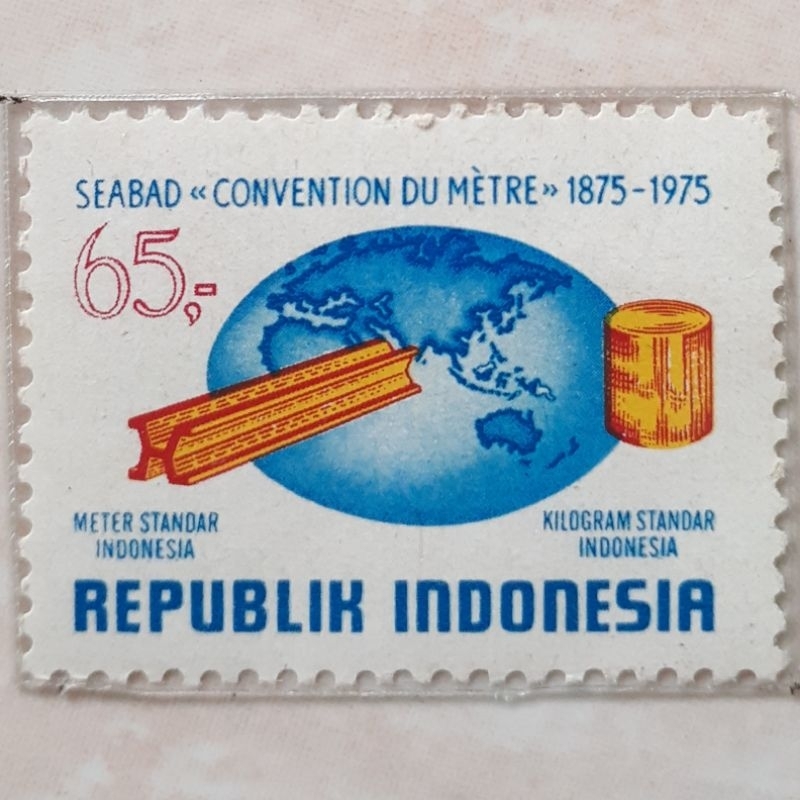 SEABAD «CONVENTION DU MÈTRE» 1875-1975
65,-
METER STANDAR
INDONESIA
KILOGRAM STANDAR
INDONESIA
REPUBLIK INDONESIA